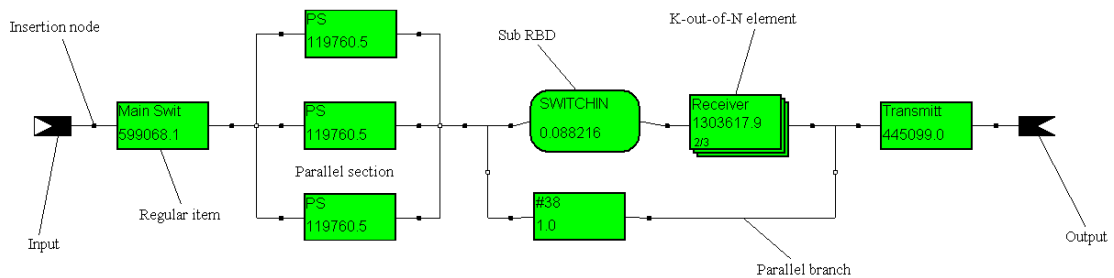 Insertion node
PS
119760.5
Sub RBD
K-out-of-N element
Main Swit
599068.1
PS
119760.5
SWITCHIN
0.088216
Receiver
1303617.9
2/3
Transmitt
445099.0
Parallel section
Regular item
PS
119760.5
#38
1.0
Input
Output
Parallel branch